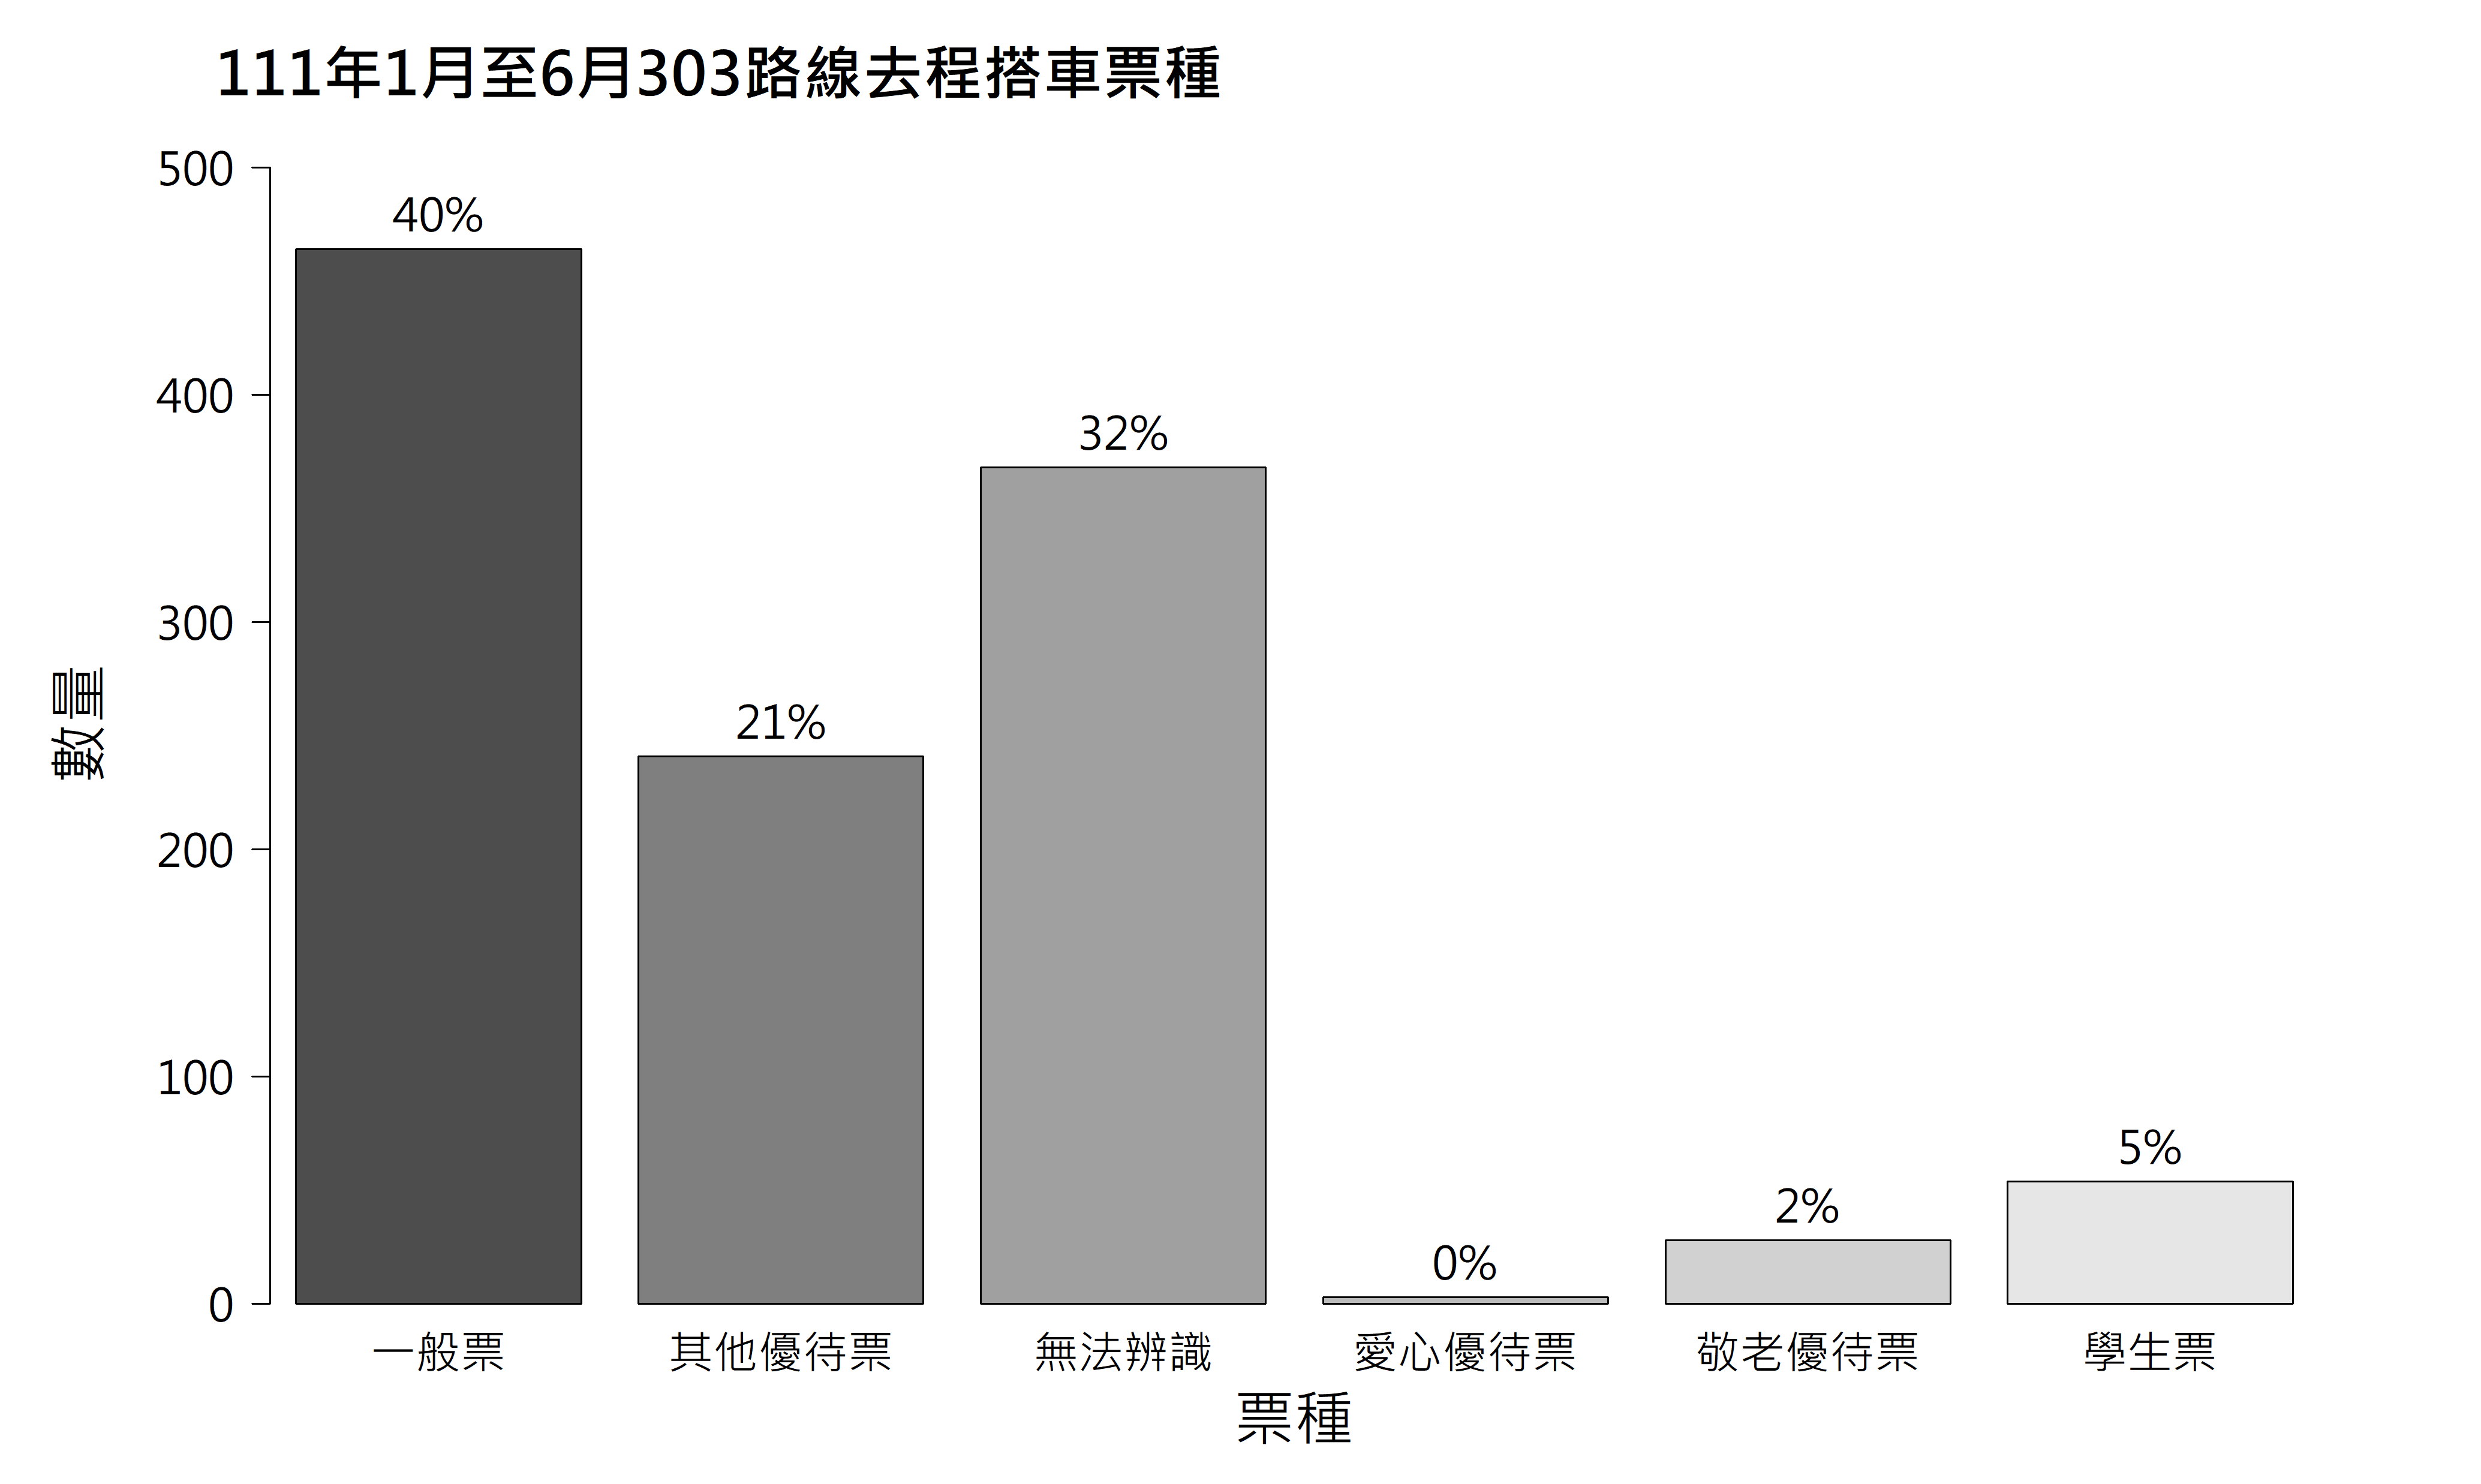 111年1月至6月303路線去程搭車票種
500
400
300
200
100
0
數量
40%
21%
32%
0%
2%
5%
一般票
其他優待票
無法辨識
愛心優待票
敬老優待票
學生票
票種